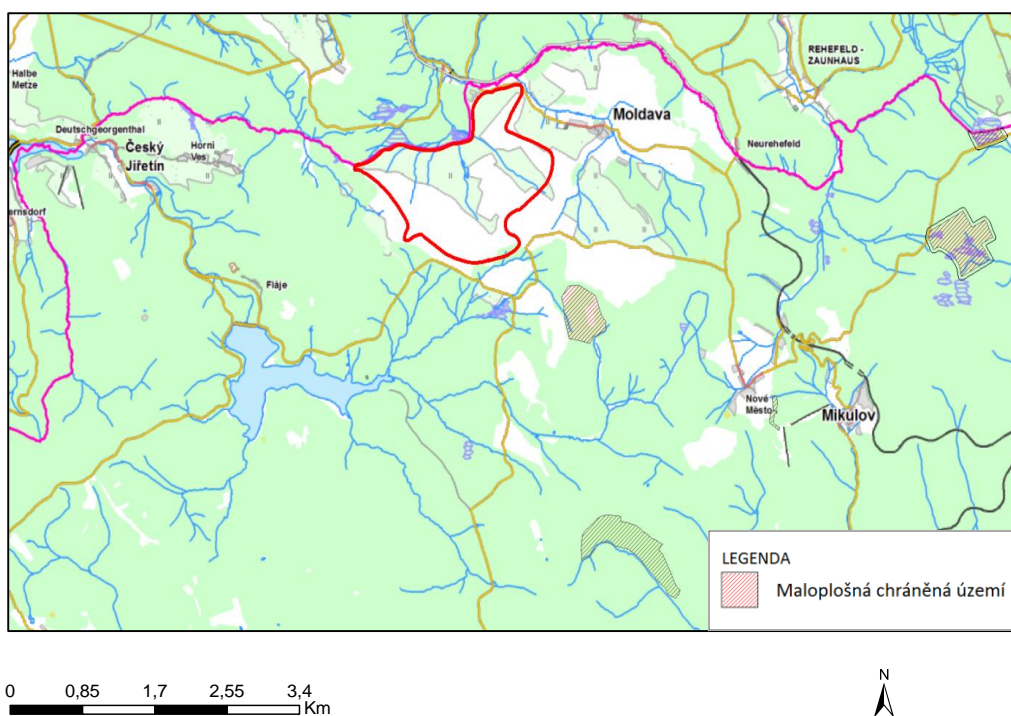 Halbe
Metze
Deutschgeorgenthal
Český
Jiřetín
Horní
Ves
ernsdorf
Fláje
Moldava
REHEFELD -
ZAUNHAUS
Neurehefeld
Nové
Město
Mikulov
LEGENDA
Maloplošná chráněná území
0 0,85 1,7 2,55 3,4
Km
N